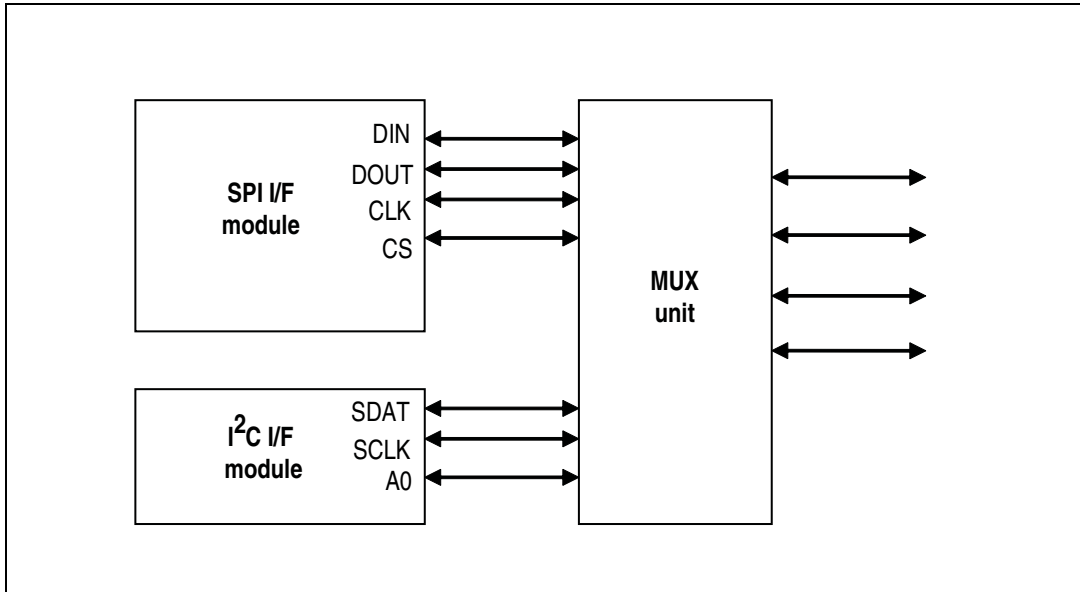 SPI I/F
module
DIN
DOUT
CLK
CS
I²C I/F
module
SDAT
SCLK
A0
MUX
unit